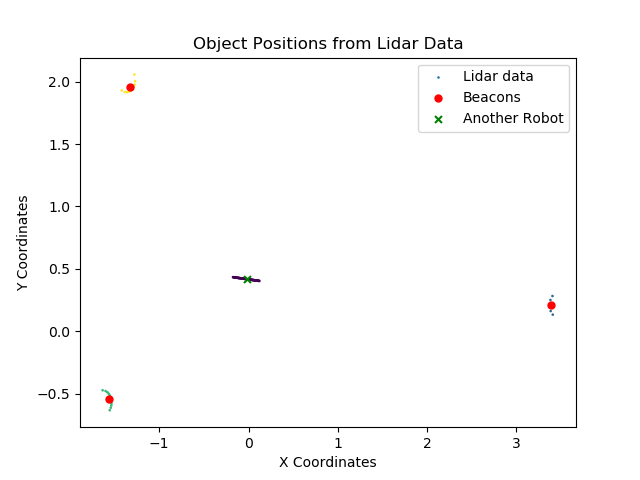 Object Positions from Lidar Data
Lidar data
Beacons
Another Robot
Y Coordinates
2.0
1.5
1.0
0.5
0.0
−0.5
−1
0
1
2
3
X Coordinates